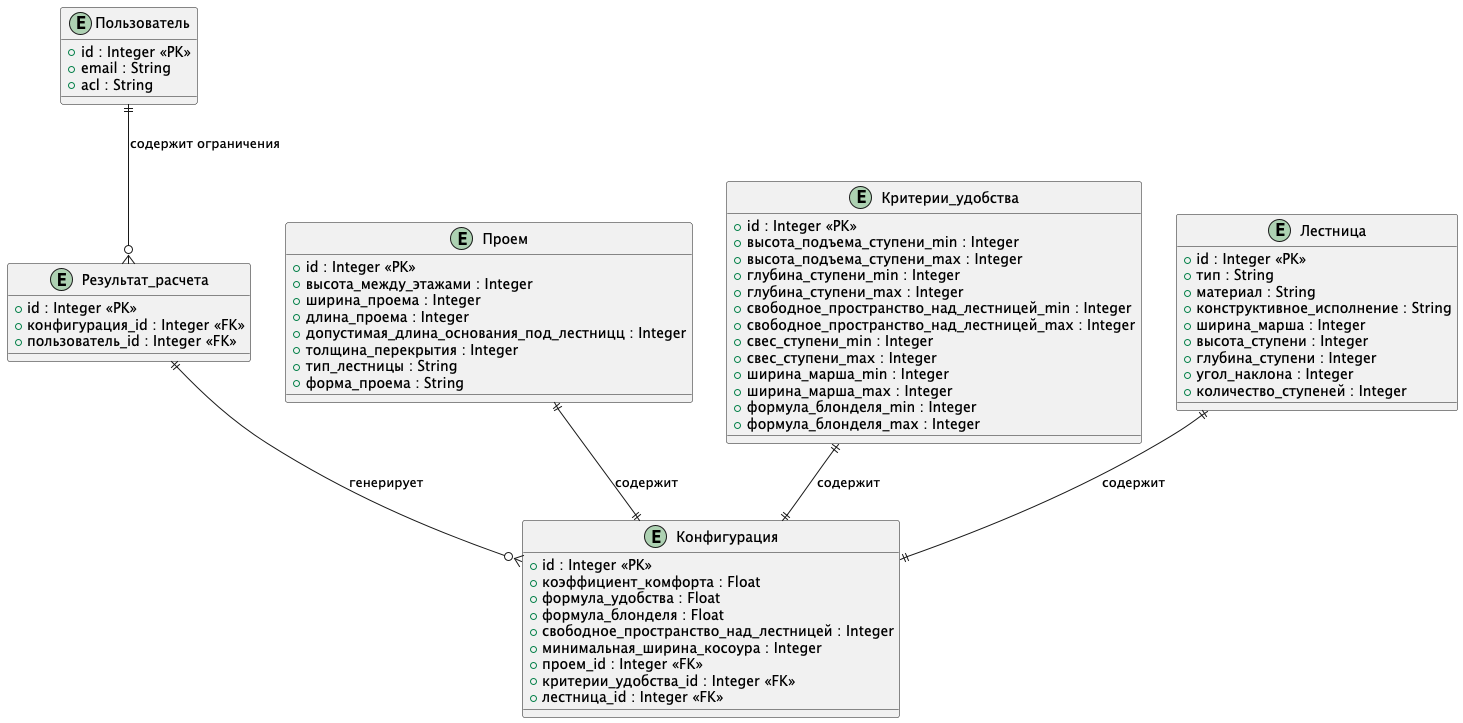 E Пользователь
id : Integer «PK»
email : String
acl : String
содержит ограничения
E Результат_расчета
id : Integer «PK»
конфигурация_id : Integer «FK»
пользователь_id : Integer «FK»
E Проем
id : Integer «PK»
высота_между_этажами : Integer
ширина_проема : Integer
длина_проема : Integer
допустимая_длина_основания_под_лестницц : Integer
толщина_перекрытия : Integer
тип_лестницы : String
форма_проема : String
E Критерии_удобства
id : Integer «PK»
высота_подъема_ступени_min : Integer
высота_подъема_ступени_max : Integer
глубина_ступени_min : Integer
глубина_ступени_max : Integer
свободное_пространство_над_лестницей_min : Integer
свободное_пространство_над_лестницей_max : Integer
свес_ступени_min : Integer
свес_ступени_max : Integer
ширина_марша_min : Integer
ширина_марша_max : Integer
формула_блонделя_min : Integer
формула_блонделя_max : Integer
E Лестница
id : Integer «PK»
тип : String
материал : String
конструктивное_исполнение : String
ширина_марша : Integer
высота_ступени : Integer
глубина_ступени : Integer
угол_наклона : Integer
количество_ступеней : Integer
генерирует
содержит
содержит
содержит
E Конфигурация
id : Integer «PK»
коэффициент_комфорта : Float
формула_удобства : Float
формула_блонделя : Float
свободное_пространство_над_лестницей : Integer
минимальная_ширина_косоура : Integer
проем_id : Integer «FK»
критерии_удобства_id : Integer «FK»
лестница_id : Integer «FK»